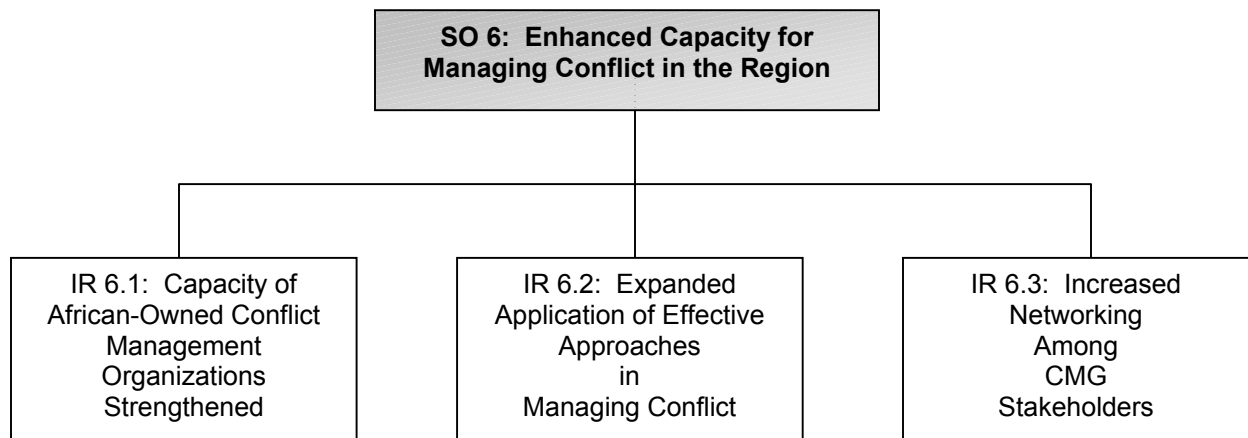 SO 6:  Enhanced Capacity for
Managing Conflict in the Region
IR 6.1:  Capacity of
African-Owned Conflict
Management
Organizations
Strengthened
IR 6.2:  Expanded
Application of Effective
Approaches
in
Managing Conflict
IR 6.3:  Increased
Networking
Among
CMG
Stakeholders